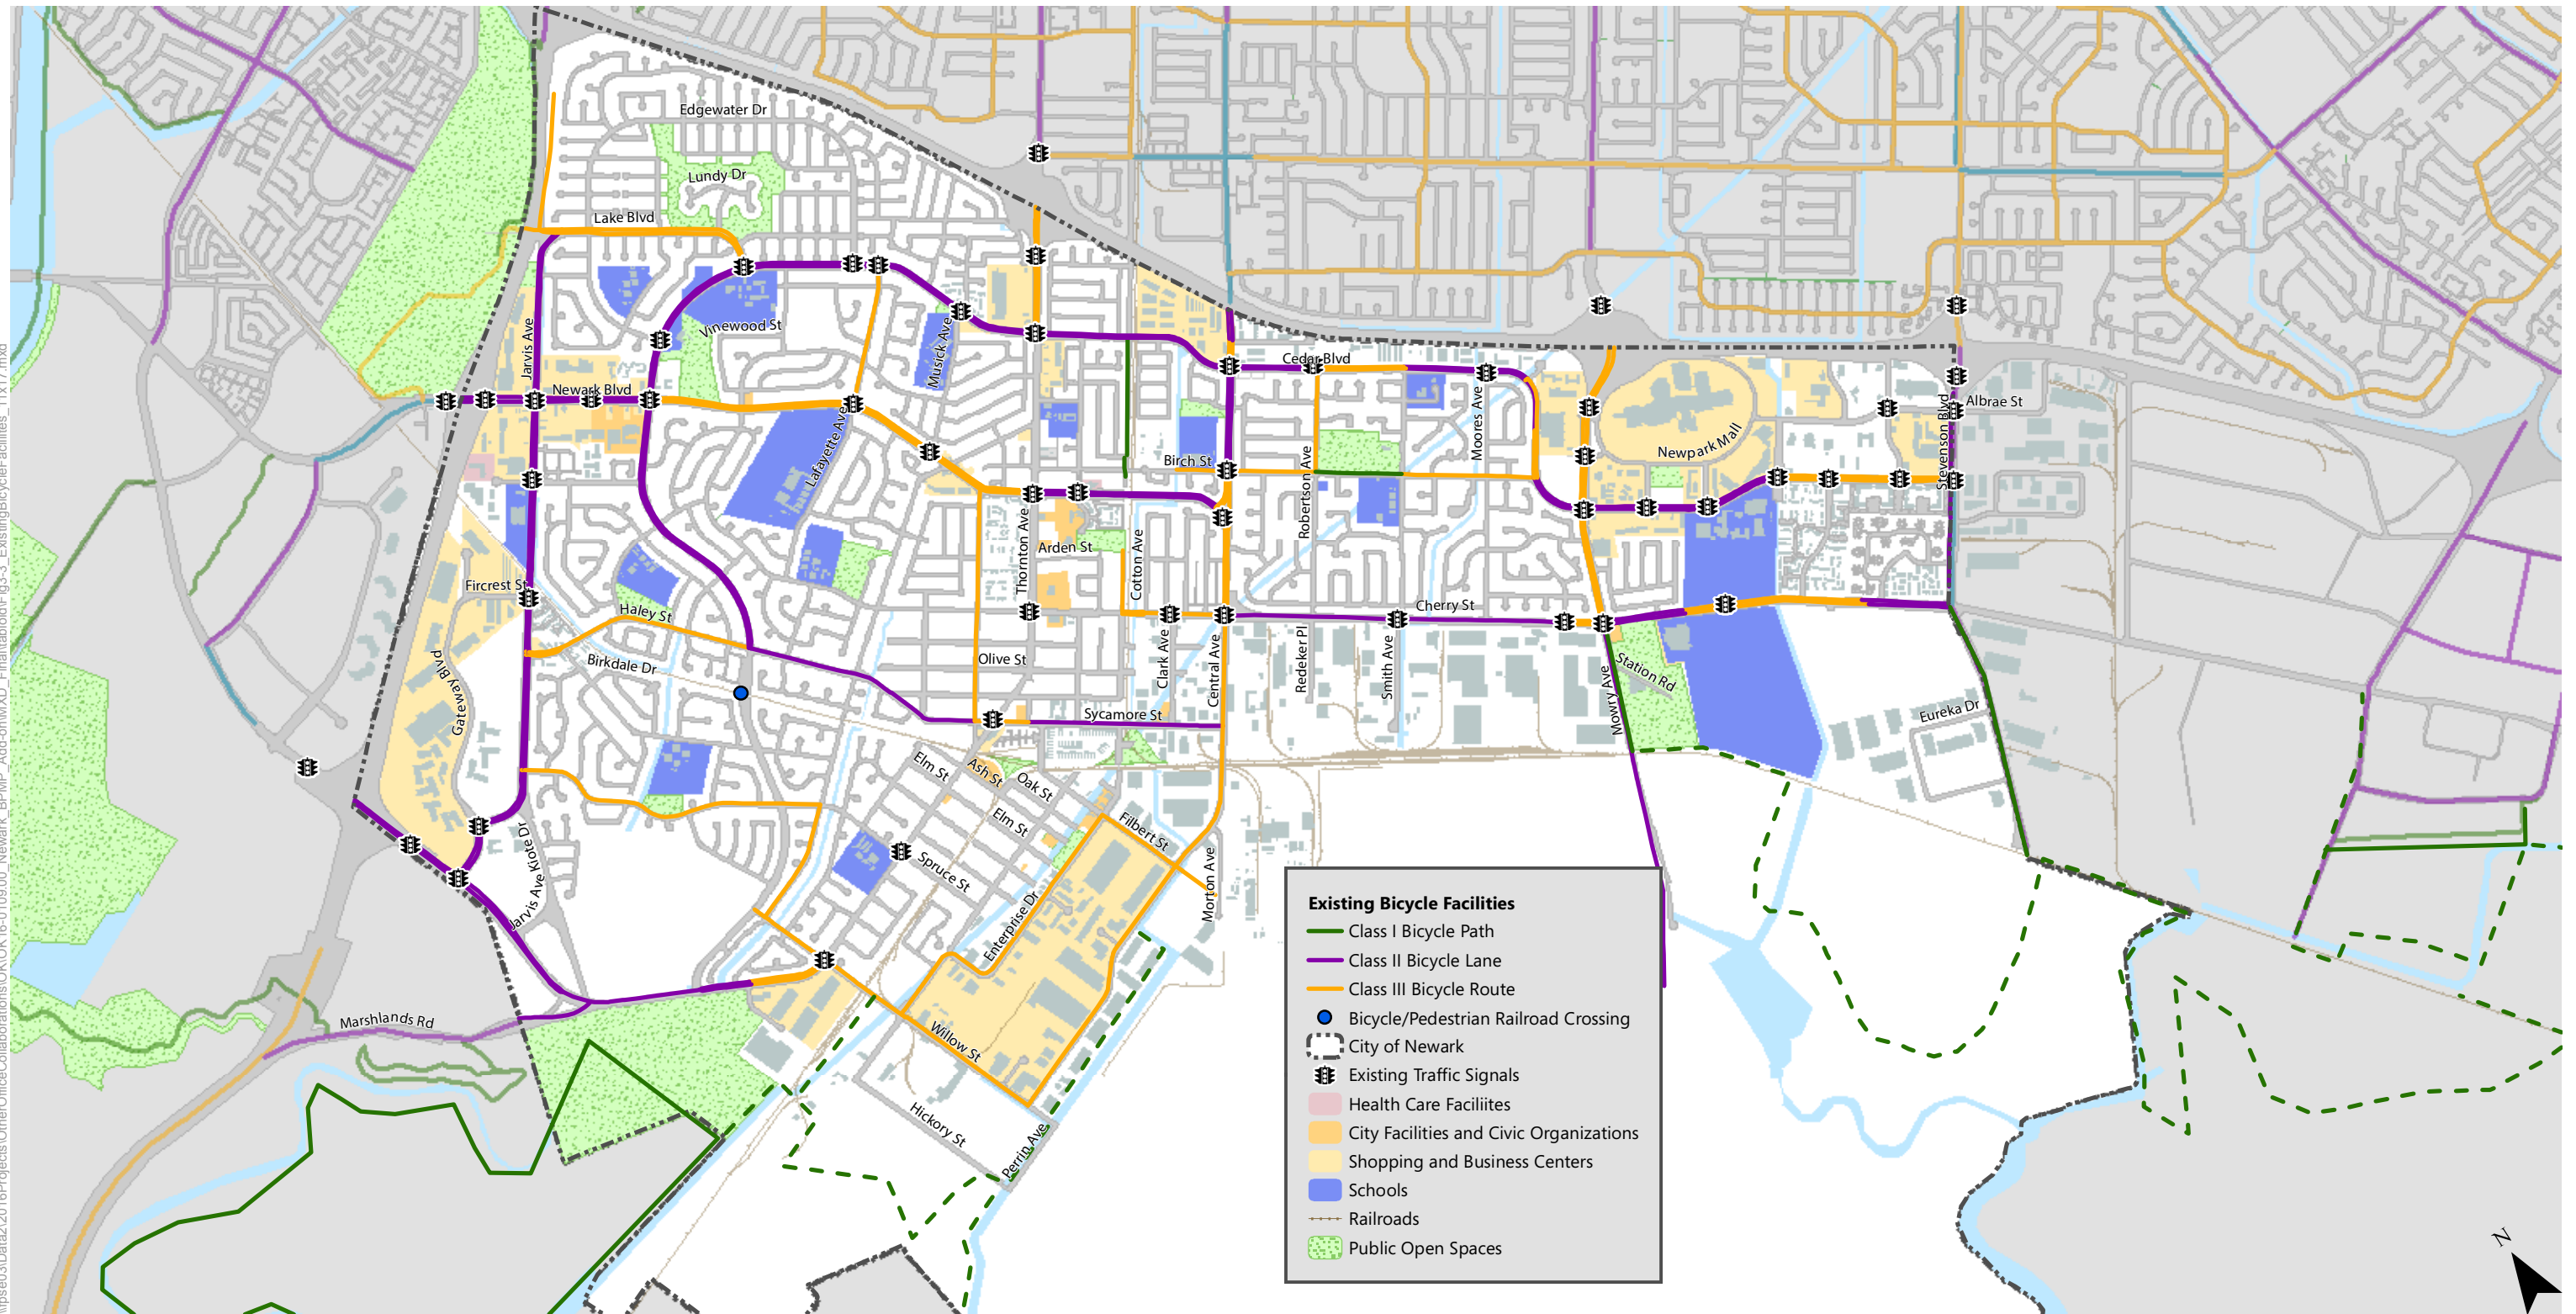 Edgewater Dr
Lundy Dr
Lake Blvd
Vinewood St
Jarvis Ave
Musick Ave
Newark Blvd
Cedar Blvd
Moores Ave
Albrae St
Stevenson Blvd
Newpark Mall
Lafayette Ave
Birch St
Robertson Ave
Thornton Ave
Arden St
Cotton Ave
Fircrest St
Haley St
Cherry St
Birkdale Dr
Olive St
Clark Ave
Central Ave
Redeker Pl
Smith Ave
Mowry Ave
Station Rd
Gateway Blvd
Sycamore St
Eureka Dr
Elm St
Ash St
Oak St
Elm St
Filbert St
Spruce St
Jarvis Ave
Kiote Dr
Morton Ave
Enterprise Dr
Marshlands Rd
Willow St
Hickory St
Perrin Ave
Existing Bicycle Facilities
Class I Bicycle Path
Class II Bicycle Lane
Class III Bicycle Route
Bicycle/Pedestrian Railroad Crossing
City of Newark
Existing Traffic Signals
Health Care Faciliites
City Facilities and Civic Organizations
Shopping and Business Centers
Schools
Railroads
Public Open Spaces
N